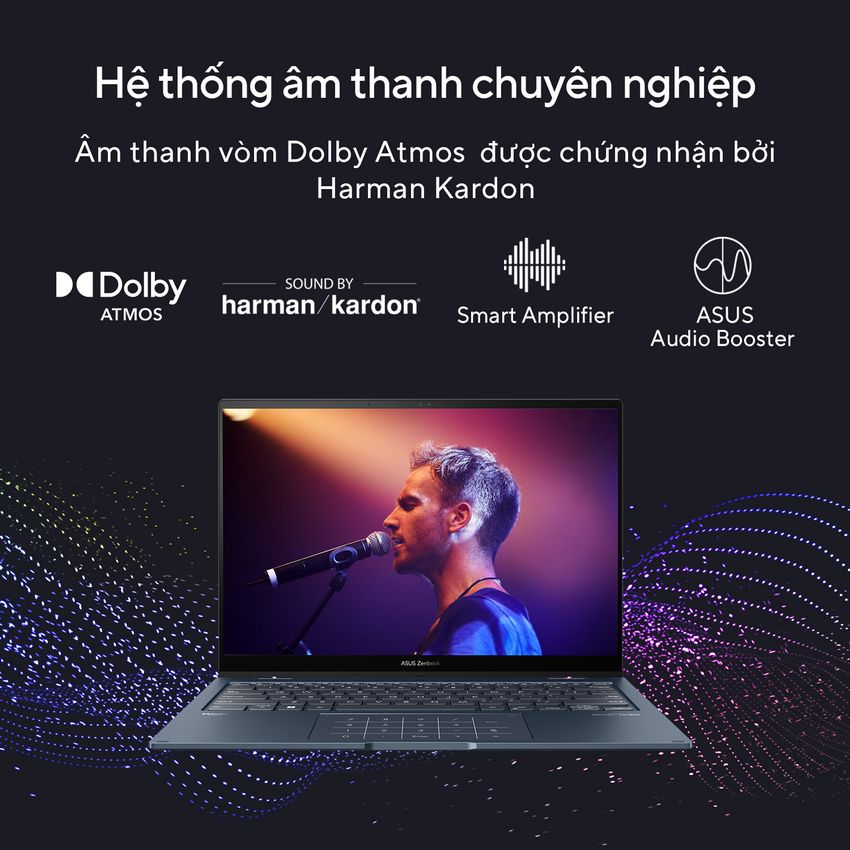 Hệ thống âm thanh chuyên nghiệp
Âm thanh vòm Dolby Atmos được chứng nhận bởi
Harman Kardon
Dolby
ATMOS
SOUND BY
harman/kardon®
Smart Amplifier
ASUS
Audio Booster
ASUS Zenbook